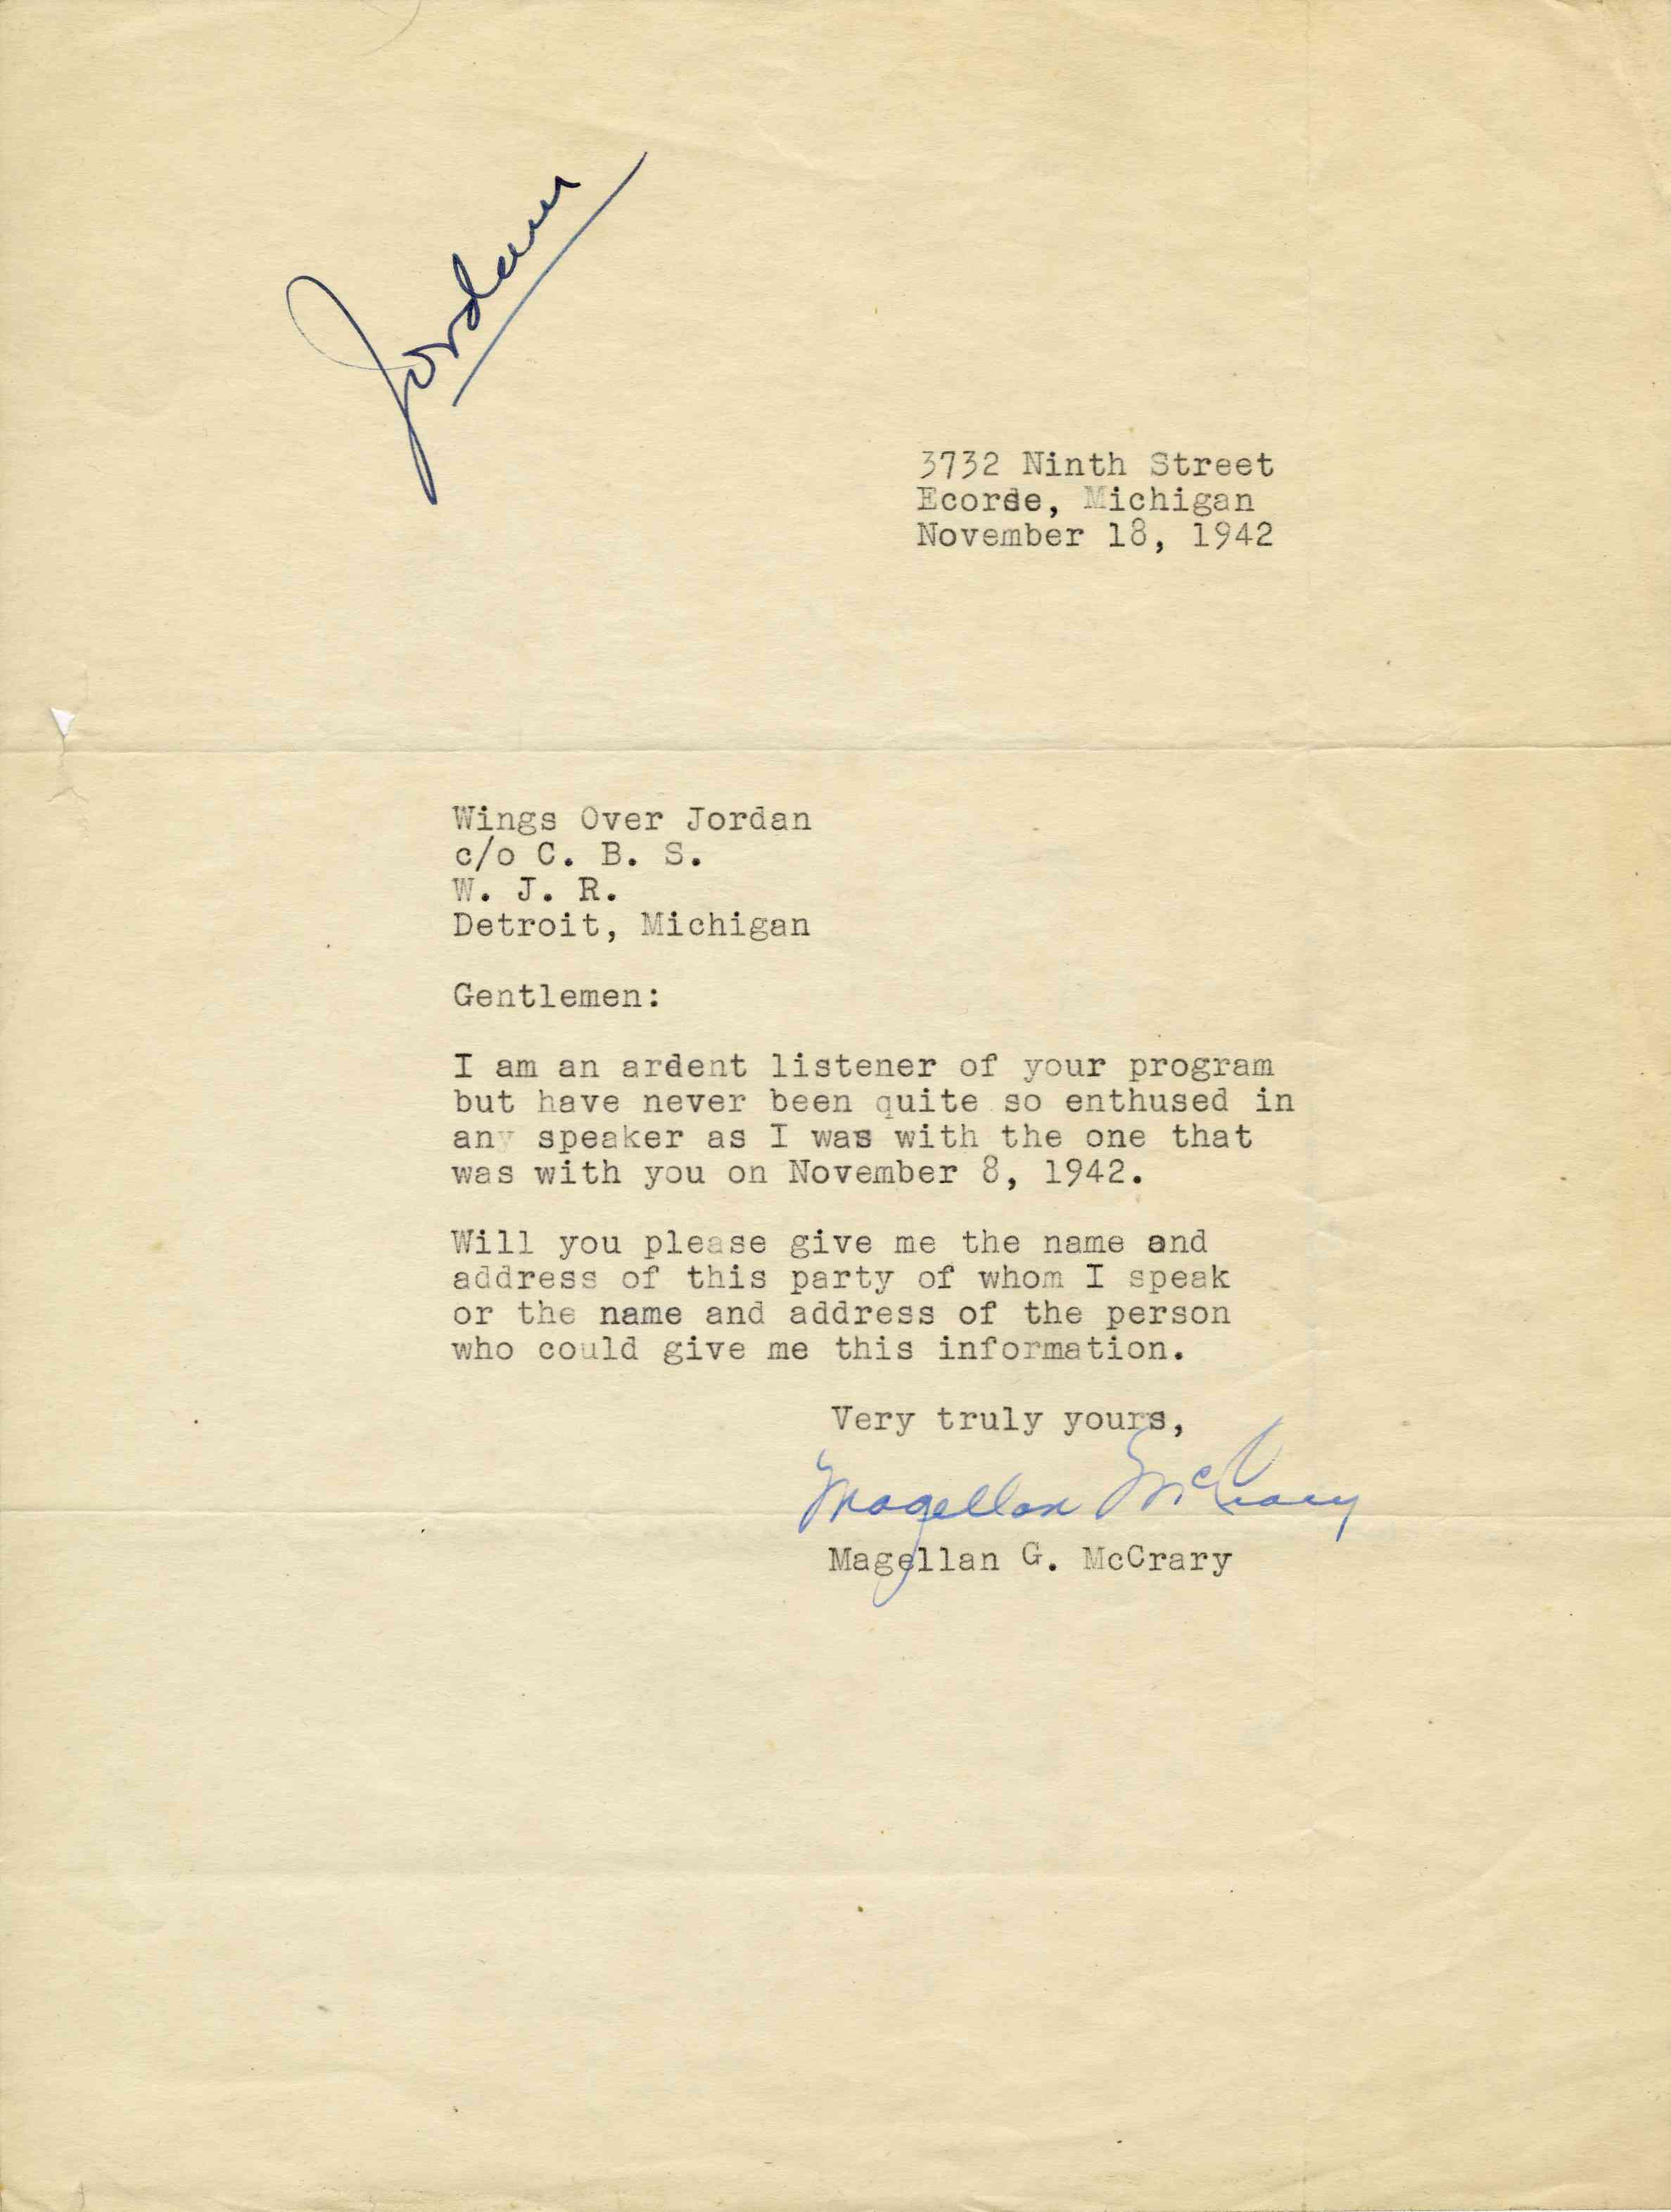 Jordan
3732 Ninth Street
Ecorse, Michigan
November 18, 1942
Wings Over Jordan
c/o C. B. S.
W. J. R.
Detroit, Michigan
Gentlemen:
I am an ardent listener of your program
but have never been quite so enthused in
any speaker as I was with the one that
was with you on November 8, 1942.
Will you please give me the name and
address of this party of whom I speak
or the name and address of the person
who could give me this information.
Very truly yours,
Magellan McCrary
Magellan G. McCrary